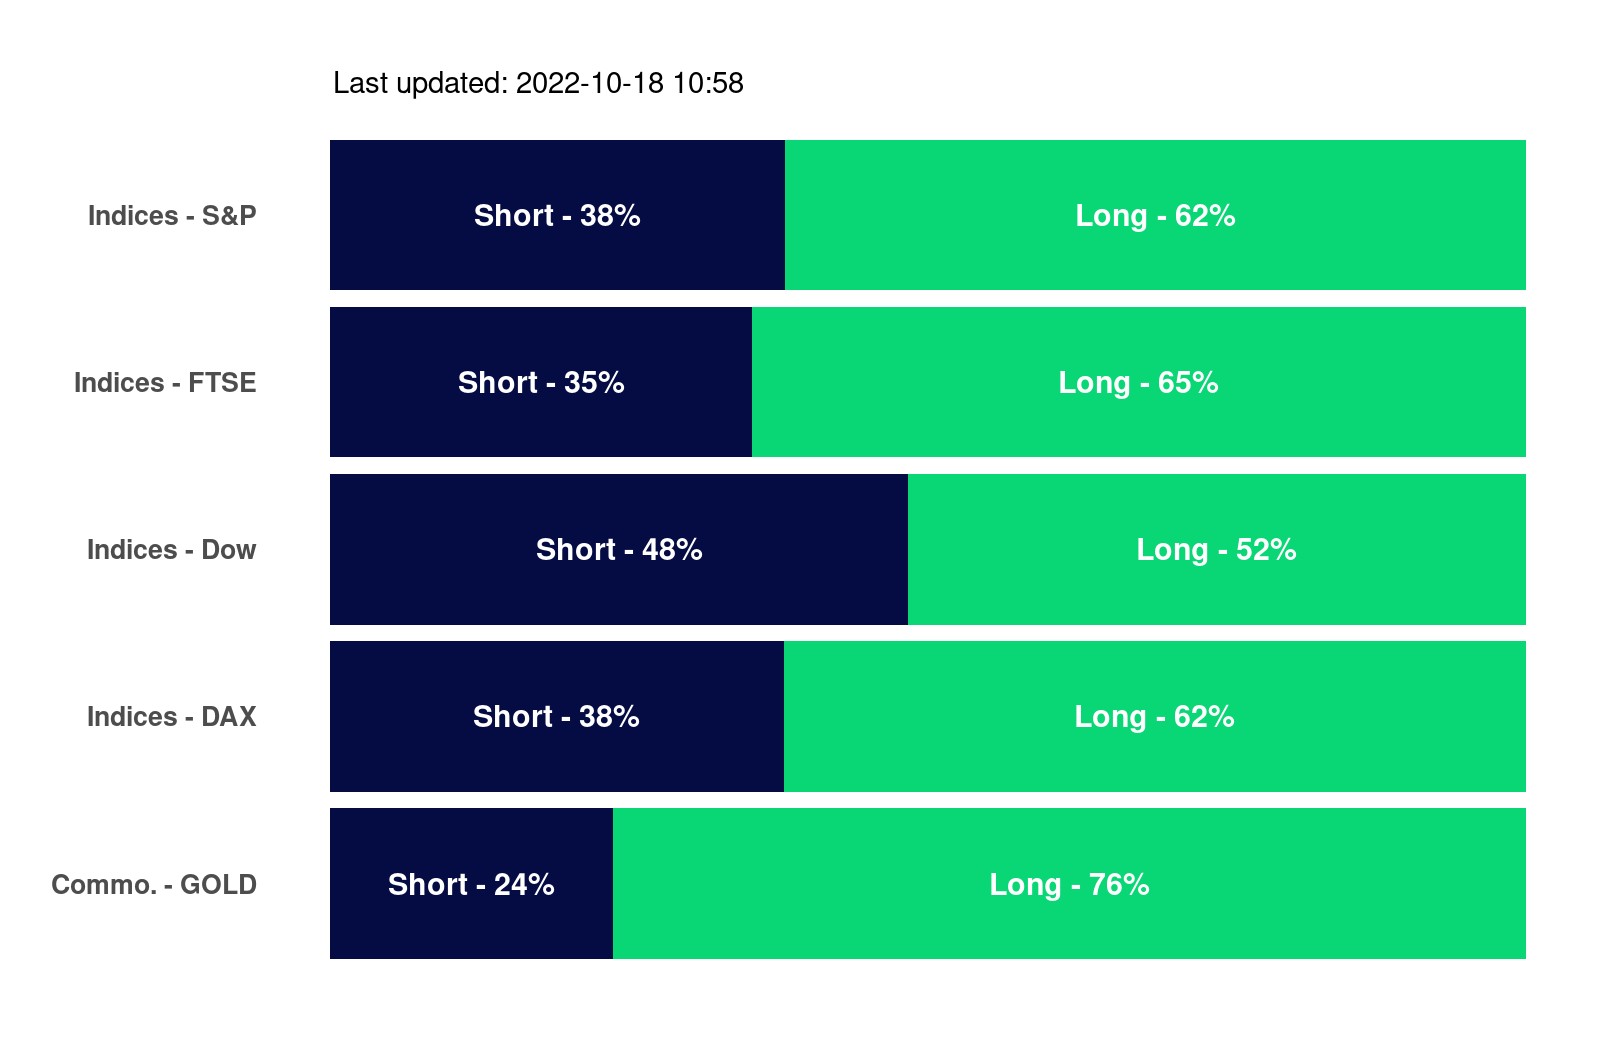 Last updated: 2022-10-18 10:58
Indices - S&P Short - 38% Long - 62%
Indices - FTSE Short - 35% Long - 65%
Indices - Dow Short - 48% Long - 52%
Indices - DAX Short - 38% Long - 62%
Commo. - GOLD Short - 24% Long - 76%